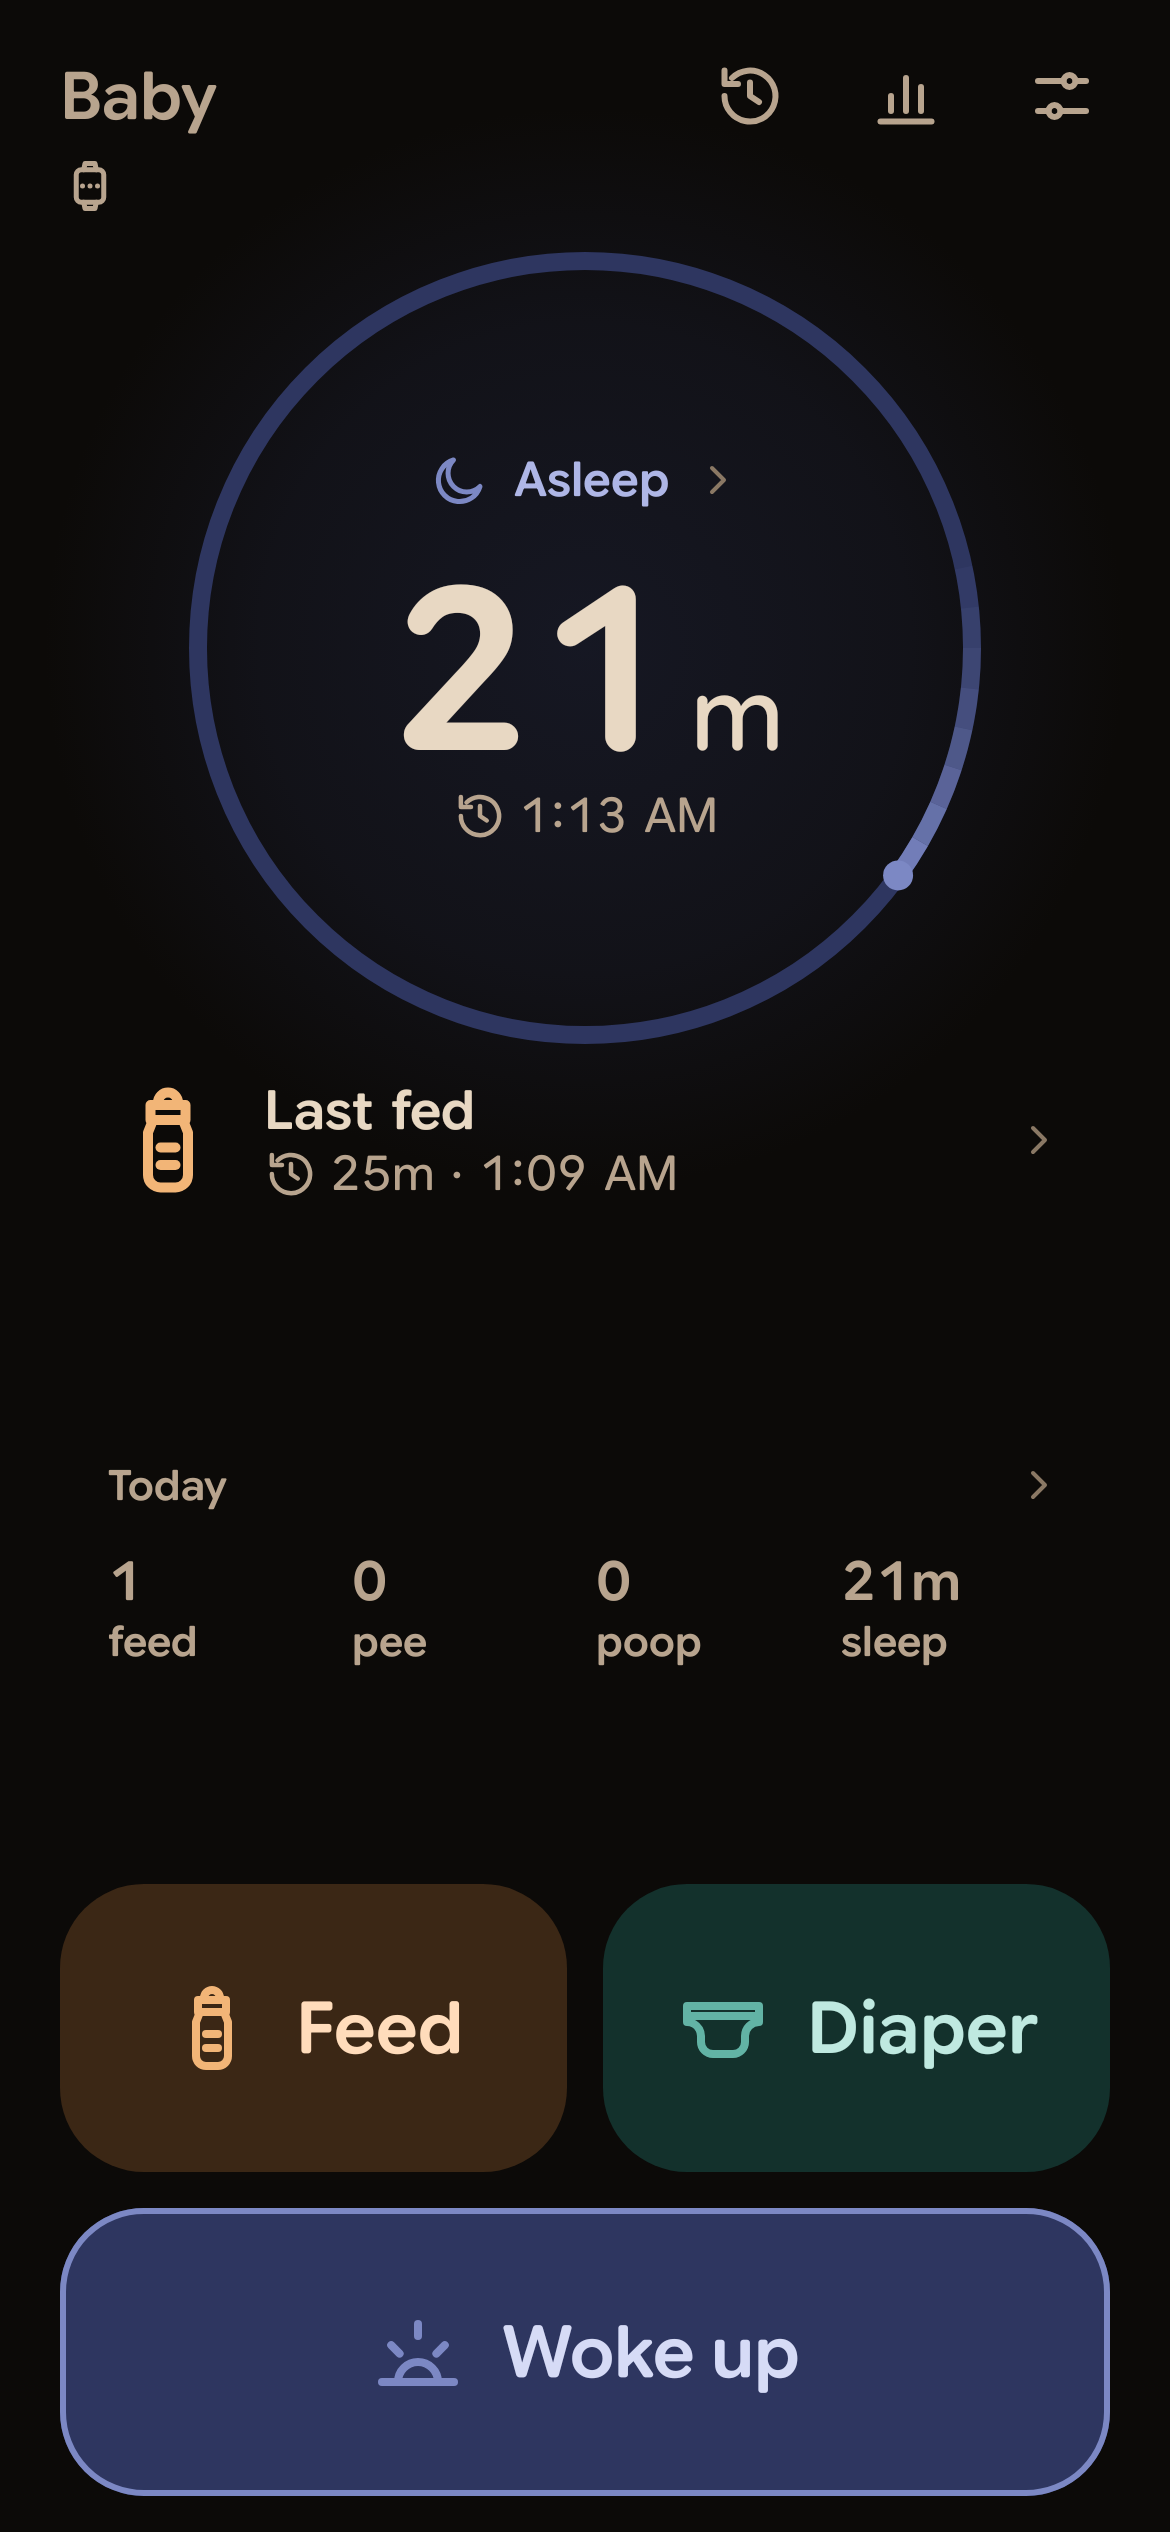 Baby
Asleep
21 m
1:13 AM
Last fed
25m · 1:09 AM
Today
1 0 0 21m
feed pee poop sleep
Feed Diaper
Woke up